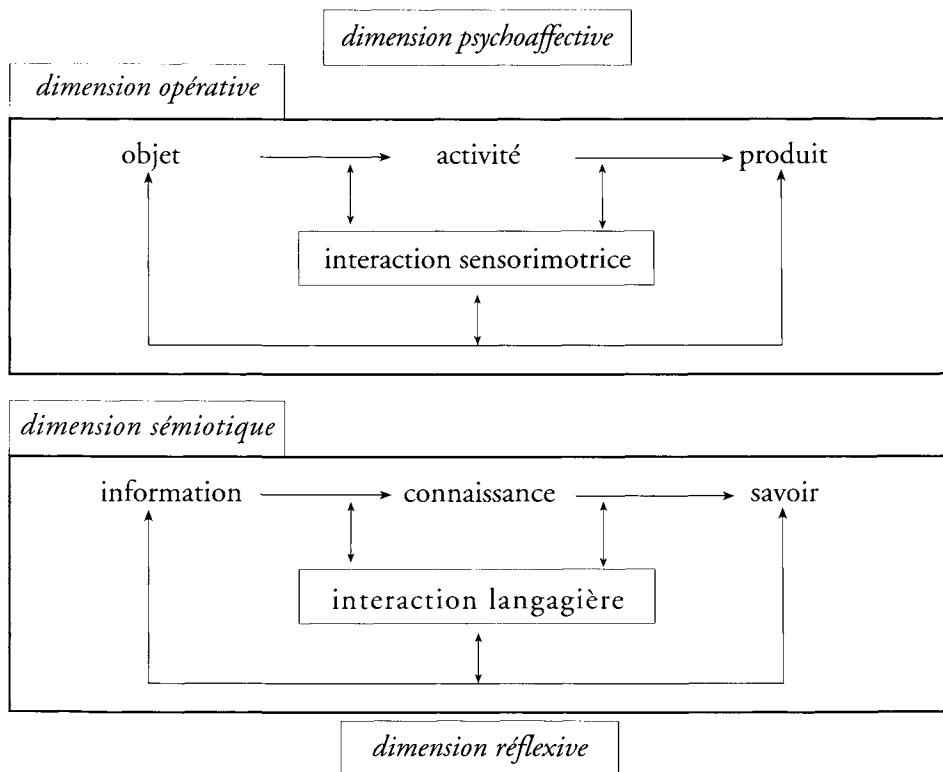 dimension psychoaffective
dimension opérative
objet activité produit
interaction sensorimotrice
dimension sémiotique
information connaissance savoir
interaction langagière
dimension réflexive